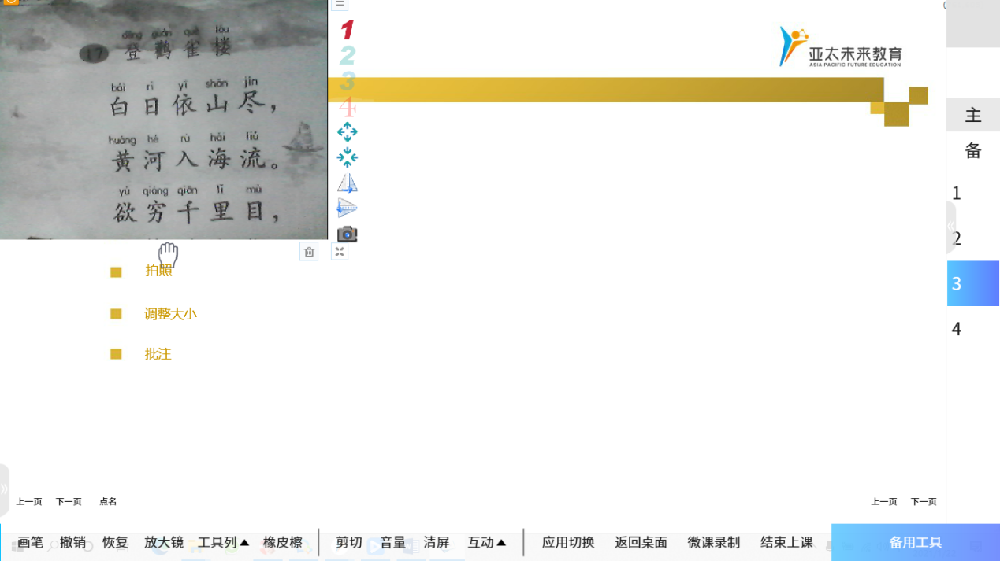 dēng guàn què lóu
17 登鹳雀楼
bái rì yī shān jìn
白日依山尽，
huáng hé rù hǎi liú
黄河入海流。
yù qióng qiān lǐ mù
欲穷千里目，
1
2
3
4
亚太未来教育
ASIA PACIFIC FUTURE EDUCATION
拍照
调整大小
批注
主
备
1
2
3
4
上一页 下一页 点名
上一页 下一页
画笔 撤销 恢复 放大镜 工具列▲ 橡皮檫 剪切 音量 清屏 互动▲ 应用切换 返回桌面 微课录制 结束上课 备用工具